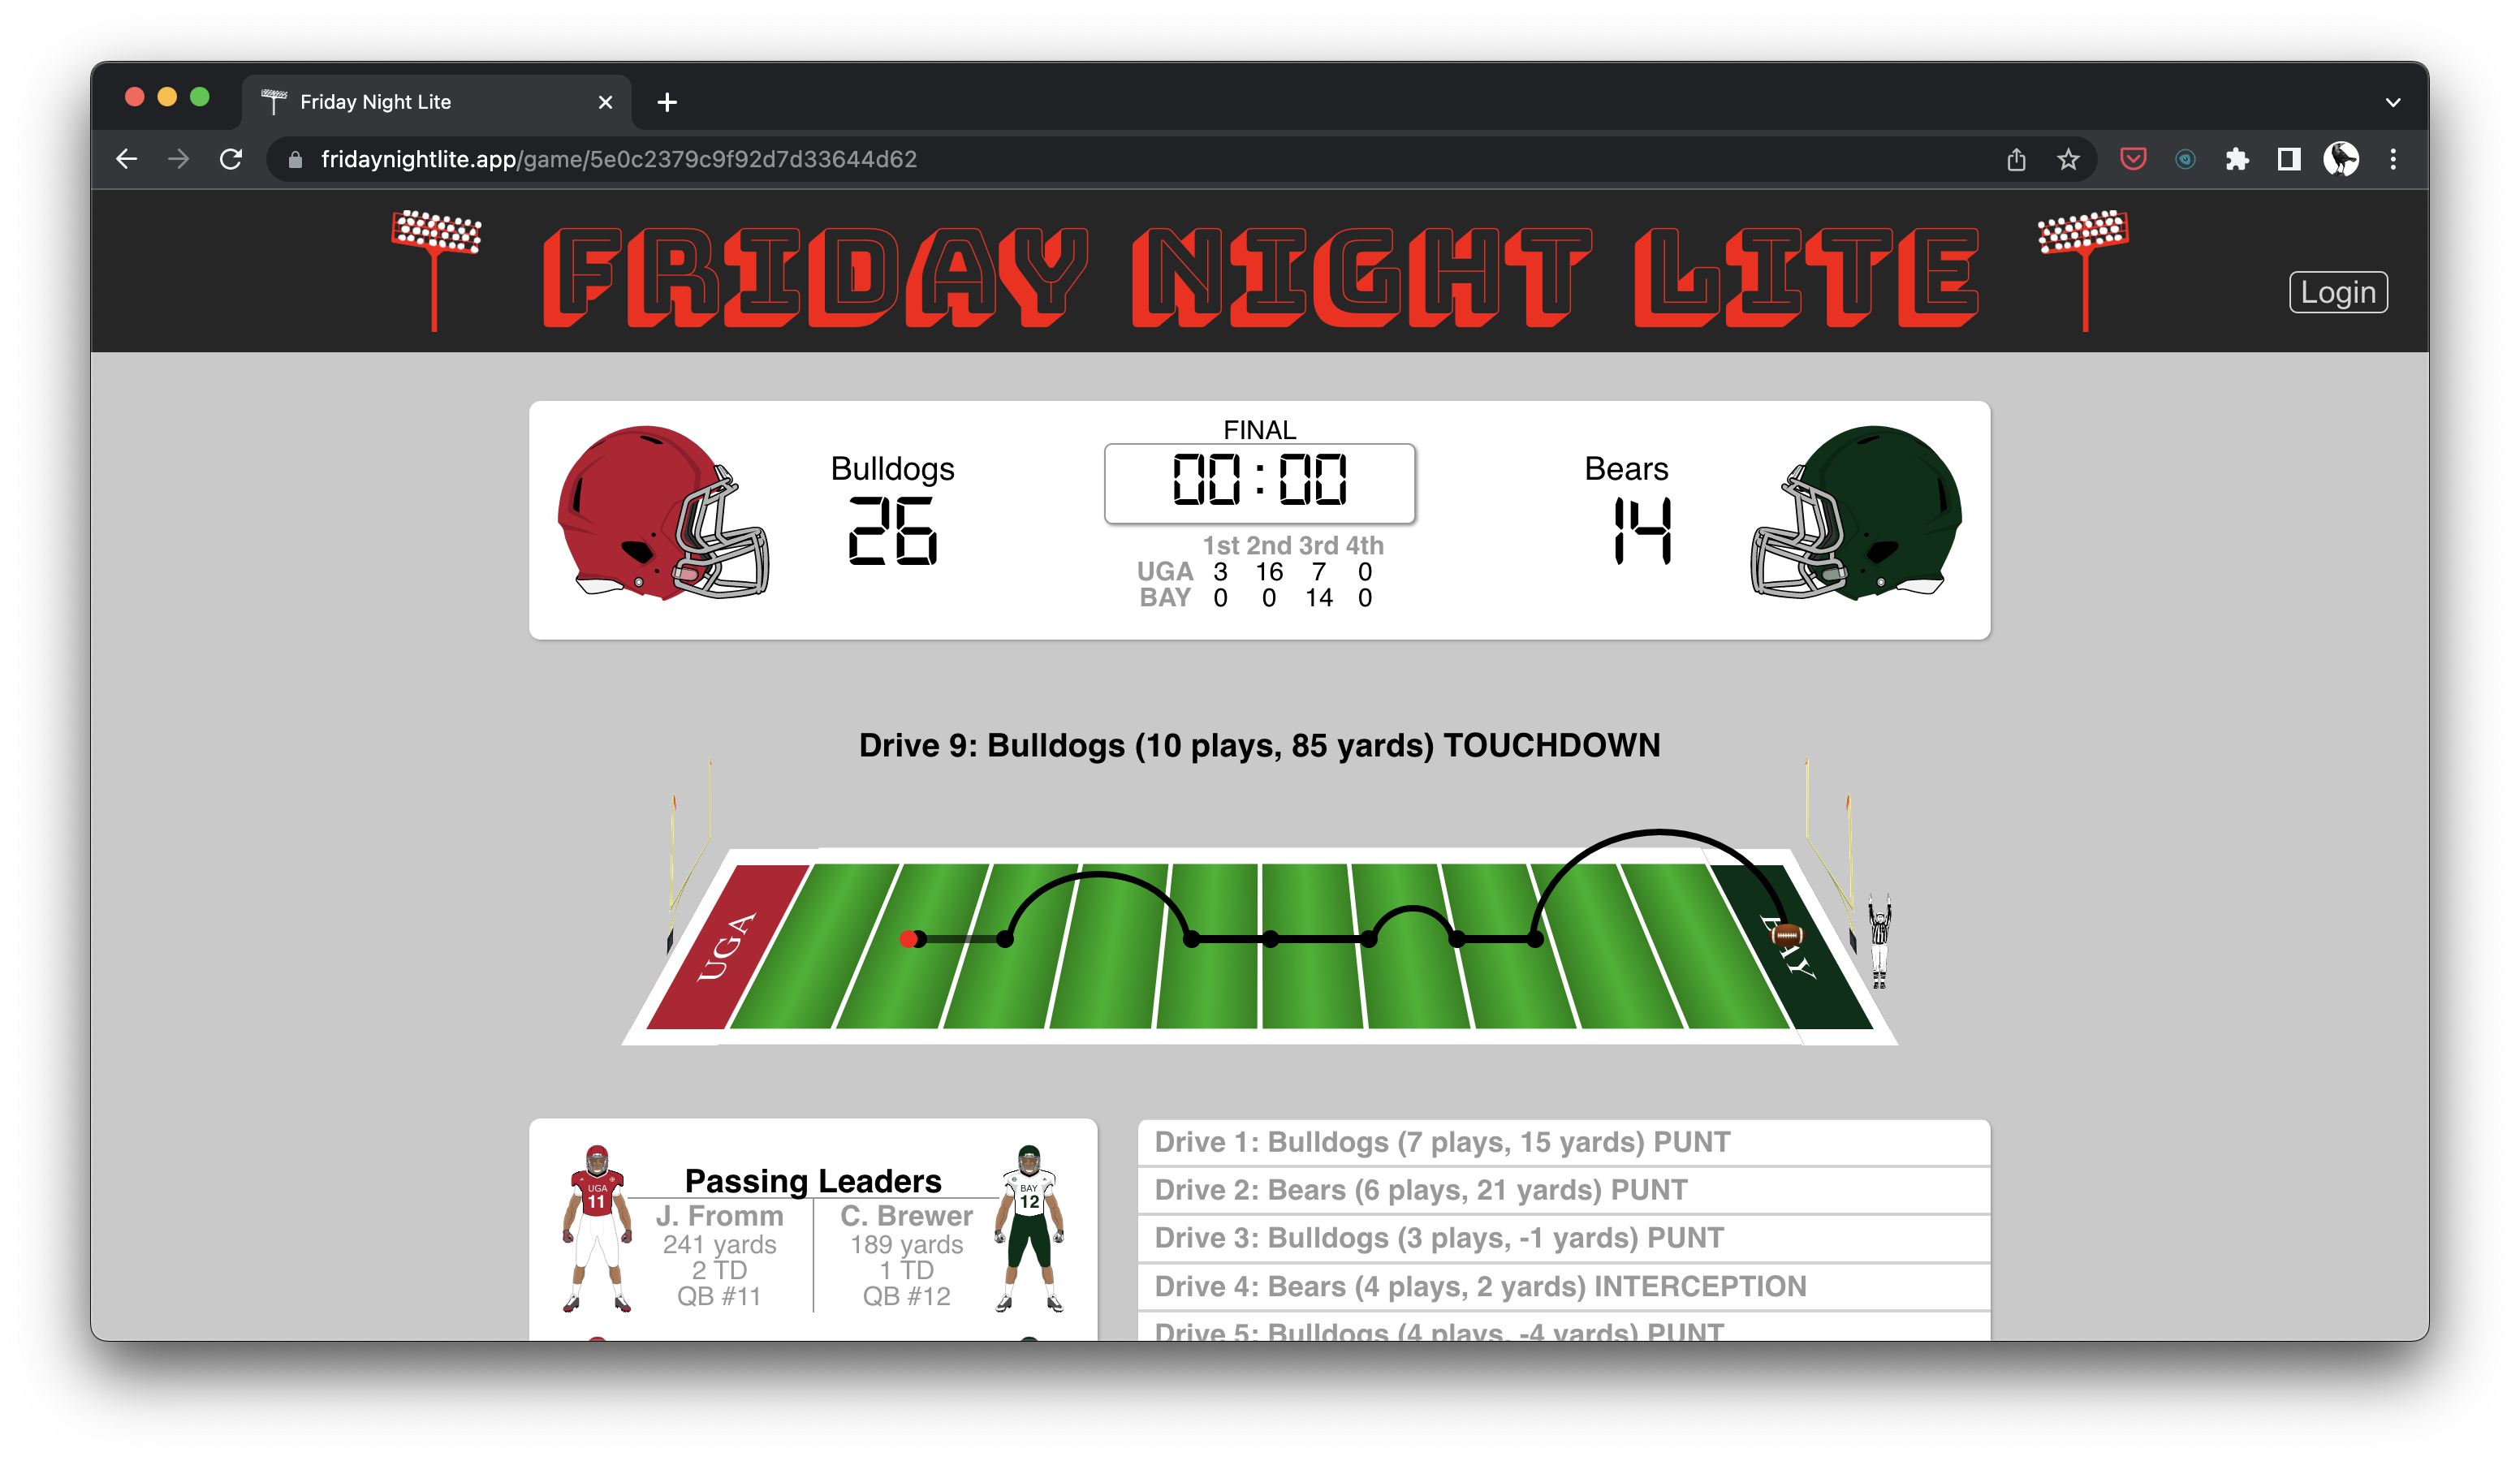 Friday Night Lite
fridaynightlite.app/game/5e0c2379c9f92d7d33644d62
FRIDAY NIGHT LITE
Login
FINAL
Bulldogs
00:00
Bears
26
14
1st 2nd 3rd 4th
UGA 3 16 7 0
BAY 0 0 14 0
Drive 9: Bulldogs (10 plays, 85 yards) TOUCHDOWN
UGA
BAY
Passing Leaders
UGA
11
BAY
12
J. Fromm
C. Brewer
241 yards
189 yards
2 TD
1 TD
QB #11
QB #12
Drive 1: Bulldogs (7 plays, 15 yards) PUNT
Drive 2: Bears (6 plays, 21 yards) PUNT
Drive 3: Bulldogs (3 plays, -1 yards) PUNT
Drive 4: Bears (4 plays, 2 yards) INTERCEPTION
Drive 5: Bulldogs (4 plays, -4 yards) PUNT